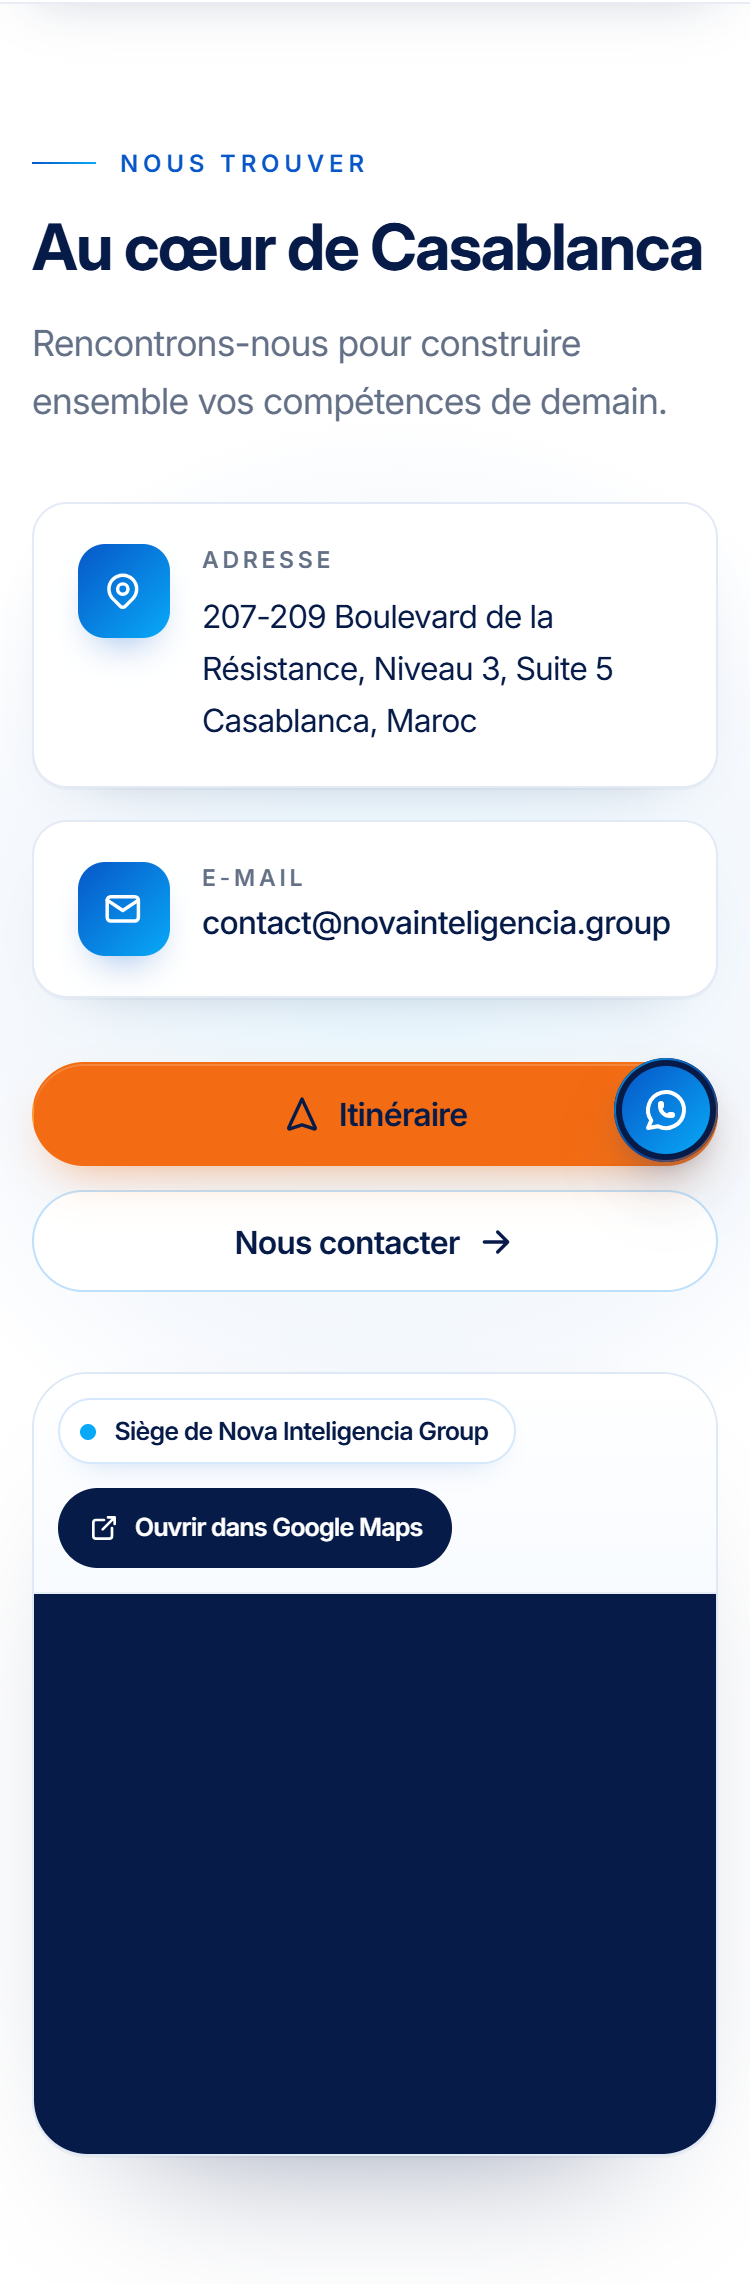 NOUS TROUVER
Au cœur de Casablanca
Rencontrons-nous pour construire
ensemble vos compétences de demain.
ADRESSE
207-209 Boulevard de la
Résistance, Niveau 3, Suite 5
Casablanca, Maroc
E-MAIL
contact@novainteligencia.group
Itinéraire
Nous contacter
Siège de Nova Inteligencia Group
Ouvrir dans Google Maps